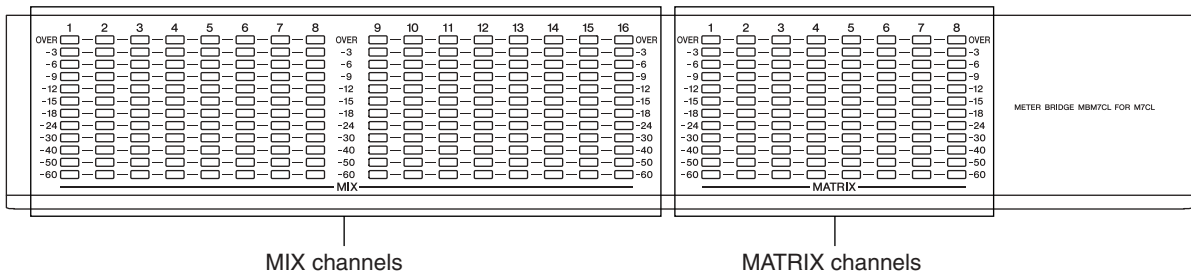 1 2 3 4 5 6 7 8 9 10 11 12 13 14 15 16 1 2 3 4 5 6 7 8
OVER OVER OVER OVER OVER
-3 -3 -3 -3 -3
-6 -6 -6 -6 -6
-9 -9 -9 -9 -9
-12 -12 -12 -12 -12
-15 -15 -15 -15 -15
-18 -18 -18 -18 -18
-24 -24 -24 -24 -24
-30 -30 -30 -30 -30
-40 -40 -40 -40 -40
-50 -50 -50 -50 -50
-60 -60 -60 -60 -60
MIX MATRIX
METER BRIDGE MBM7CL FOR M7CL
MIX channels MATRIX channels